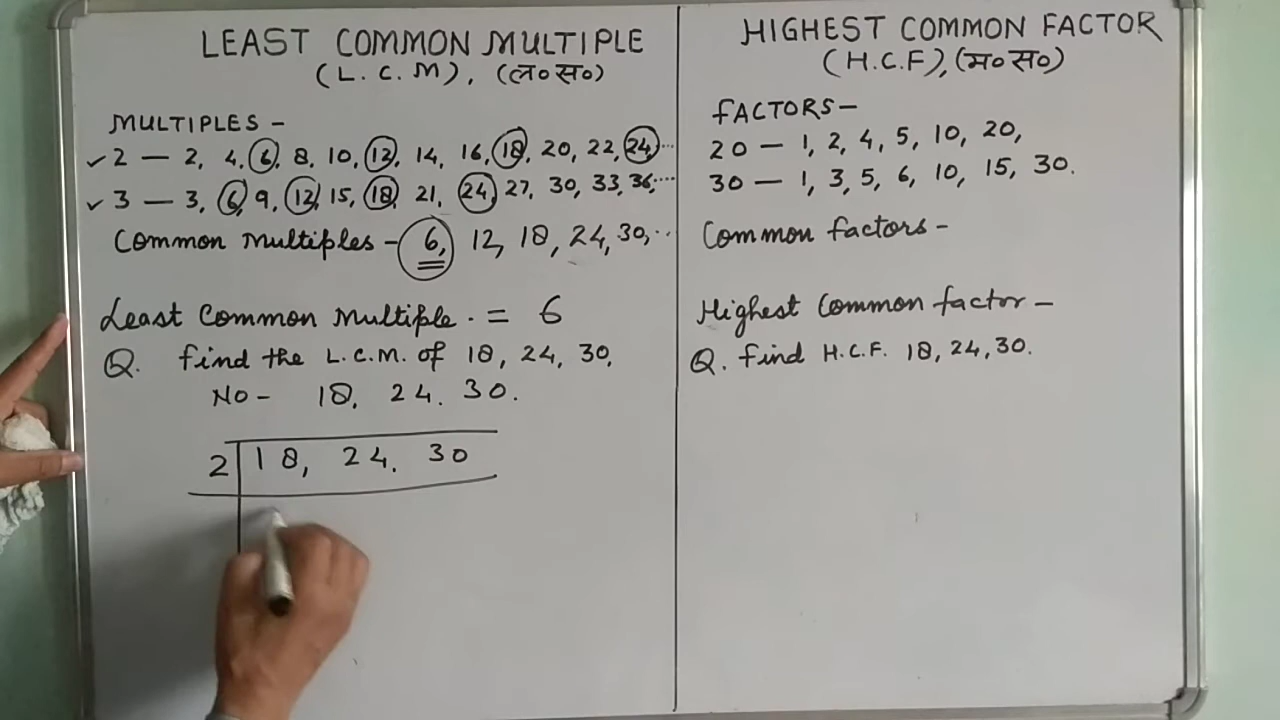 LEAST COMMON MULTIPLE
(L. C. M), (ल०स०)
MULTIPLES -
2 — 2, 4, 6, 8, 10, 12, 14, 16, 18, 20, 22, 24, ...
3 — 3, 6, 9, 12, 15, 18, 21, 24, 27, 30, 33, 36, ....
Common Multiples - 6, 12, 18, 24, 30, ..
Least Common Multiple. = 6
Q. find the L.C.M. of 18, 24, 30.
No - 18, 24. 30.
2 18, 24. 30
HIGHEST COMMON FACTOR
(H.C.F), (म०स०)
FACTORS -
20 — 1, 2, 4, 5, 10, 20,
30 — 1, 3, 5, 6, 10, 15, 30.
Common factors -
Highest Common factor -
Q. find H.C.F. 18, 24, 30.